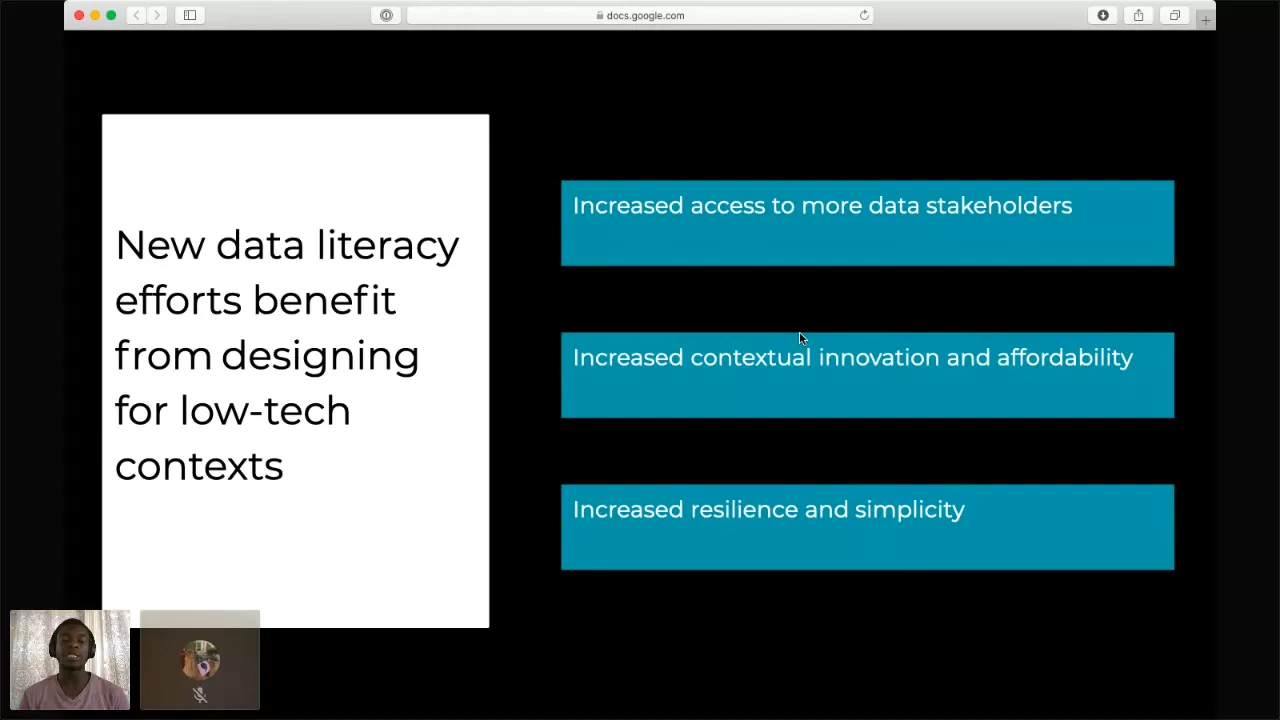 docs.google.com
New data literacy
efforts benefit
from designing
for low-tech
contexts
Increased access to more data stakeholders
Increased contextual innovation and affordability
Increased resilience and simplicity